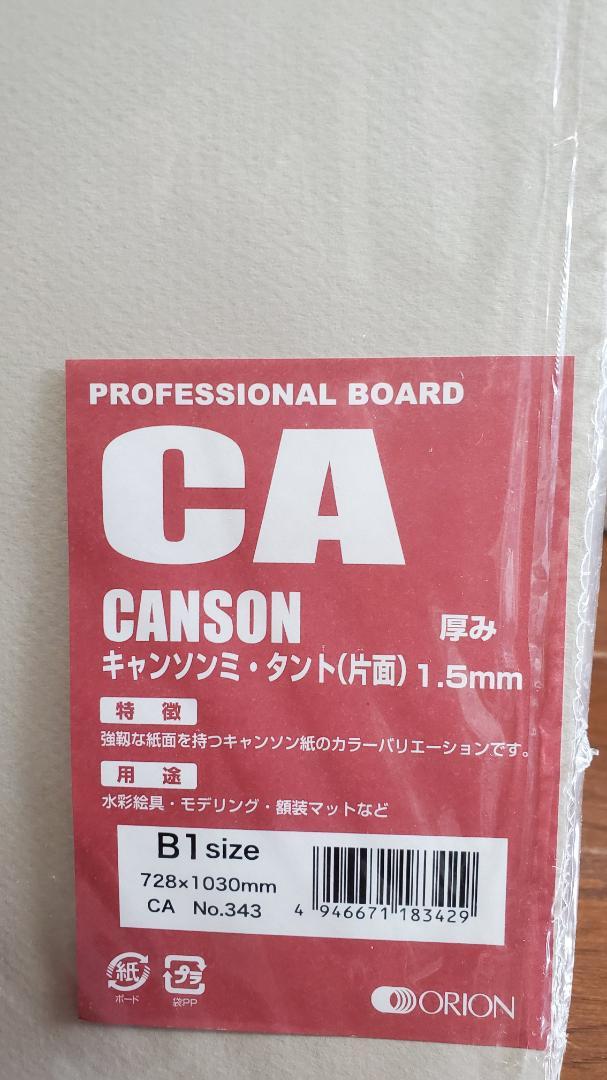 PROFESSIONAL BOARD
CA
CANSON
厚み
キャンソンミ・タント(片面) 1.5mm
特 徴
強靭な紙面を持つキャンソン紙のカラーバリエーションです。
用 途
水彩絵具・モデリング・額装マットなど
B1size
728×1030mm
CA No.343
4 946671 183429
紙
ボード
プラ
袋PP
ORION